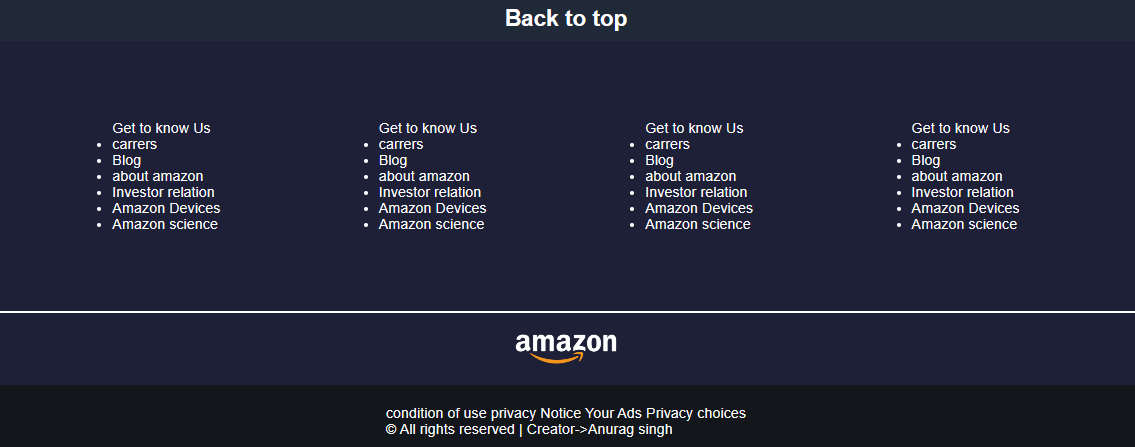 Back to top
Get to know Us
carrers
Blog
about amazon
Investor relation
Amazon Devices
Amazon science
Get to know Us
carrers
Blog
about amazon
Investor relation
Amazon Devices
Amazon science
Get to know Us
carrers
Blog
about amazon
Investor relation
Amazon Devices
Amazon science
Get to know Us
carrers
Blog
about amazon
Investor relation
Amazon Devices
Amazon science
amazon
condition of use privacy Notice Your Ads Privacy choices
© All rights reserved | Creator->Anurag singh